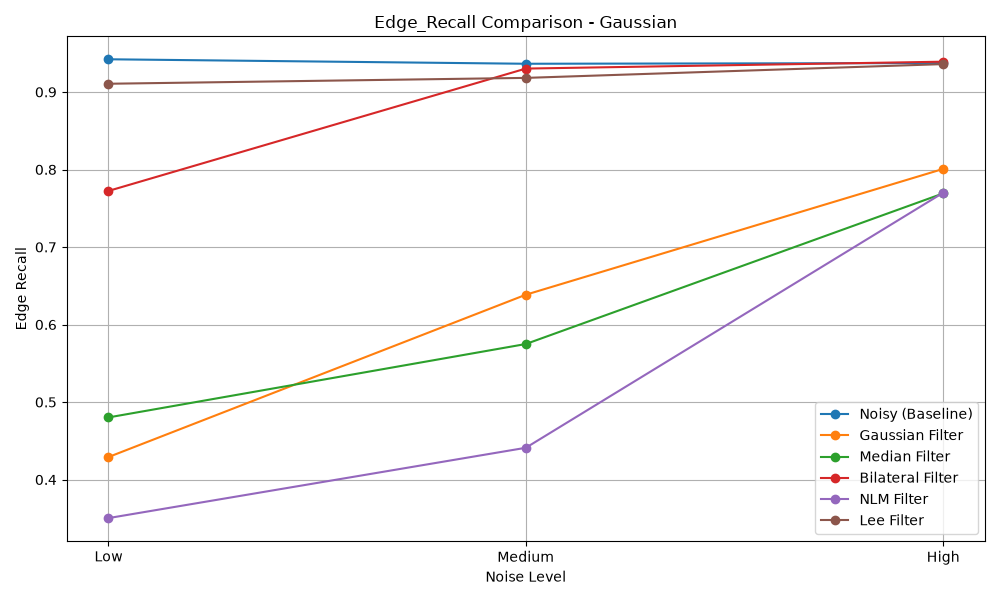 Edge_Recall Comparison - Gaussian
Edge Recall
0.9
0.8
0.7
0.6
0.5
0.4
Low
Medium
High
Noise Level
Noisy (Baseline)
Gaussian Filter
Median Filter
Bilateral Filter
NLM Filter
Lee Filter